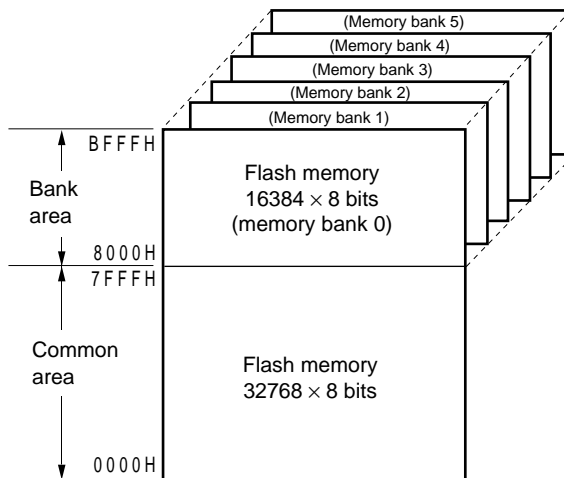 (Memory bank 5)
(Memory bank 4)
(Memory bank 3)
(Memory bank 2)
(Memory bank 1)
BFFFH
Bank
area
Flash memory
16384 × 8 bits
(memory bank 0)
8000H
7FFFH
Common
area
Flash memory
32768 × 8 bits
0000H